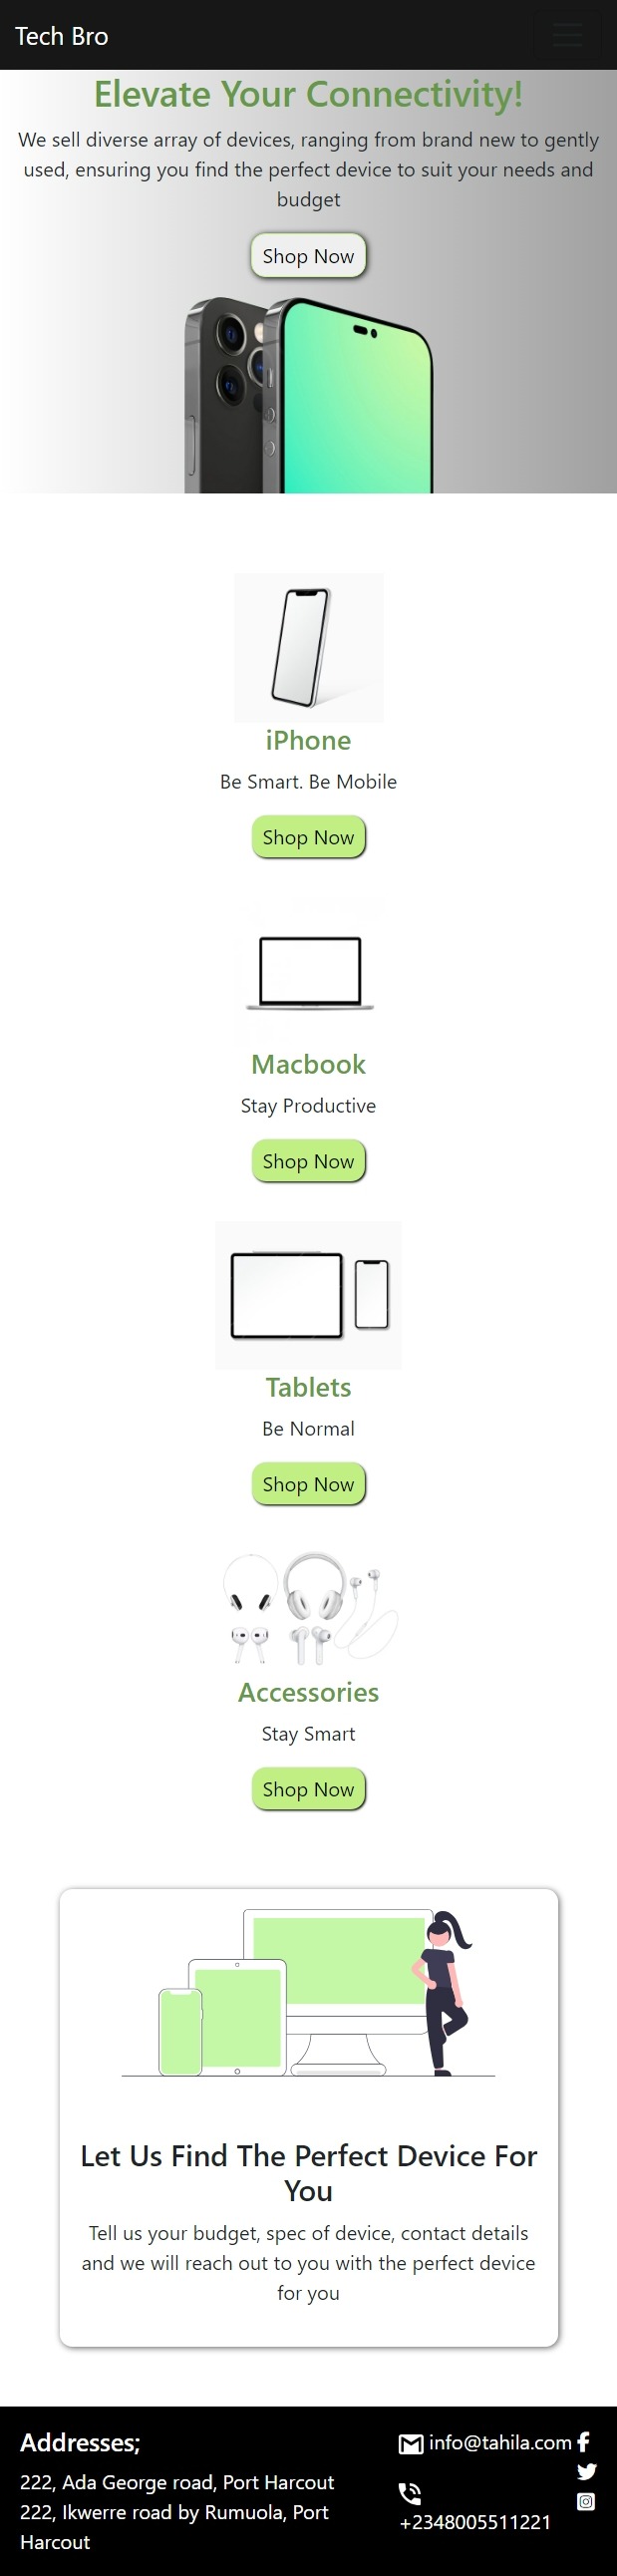 Tech Bro
Elevate Your Connectivity!
We sell diverse array of devices, ranging from brand new to gently
used, ensuring you find the perfect device to suit your needs and
budget
Shop Now
iPhone
Be Smart. Be Mobile
Shop Now
Macbook
Stay Productive
Shop Now
Tablets
Be Normal
Shop Now
Accessories
Stay Smart
Shop Now
Let Us Find The Perfect Device For
You
Tell us your budget, spec of device, contact details
and we will reach out to you with the perfect device
for you
Addresses;
222, Ada George road, Port Harcout
222, Ikwerre road by Rumuola, Port
Harcout
info@tahila.com
+2348005511221